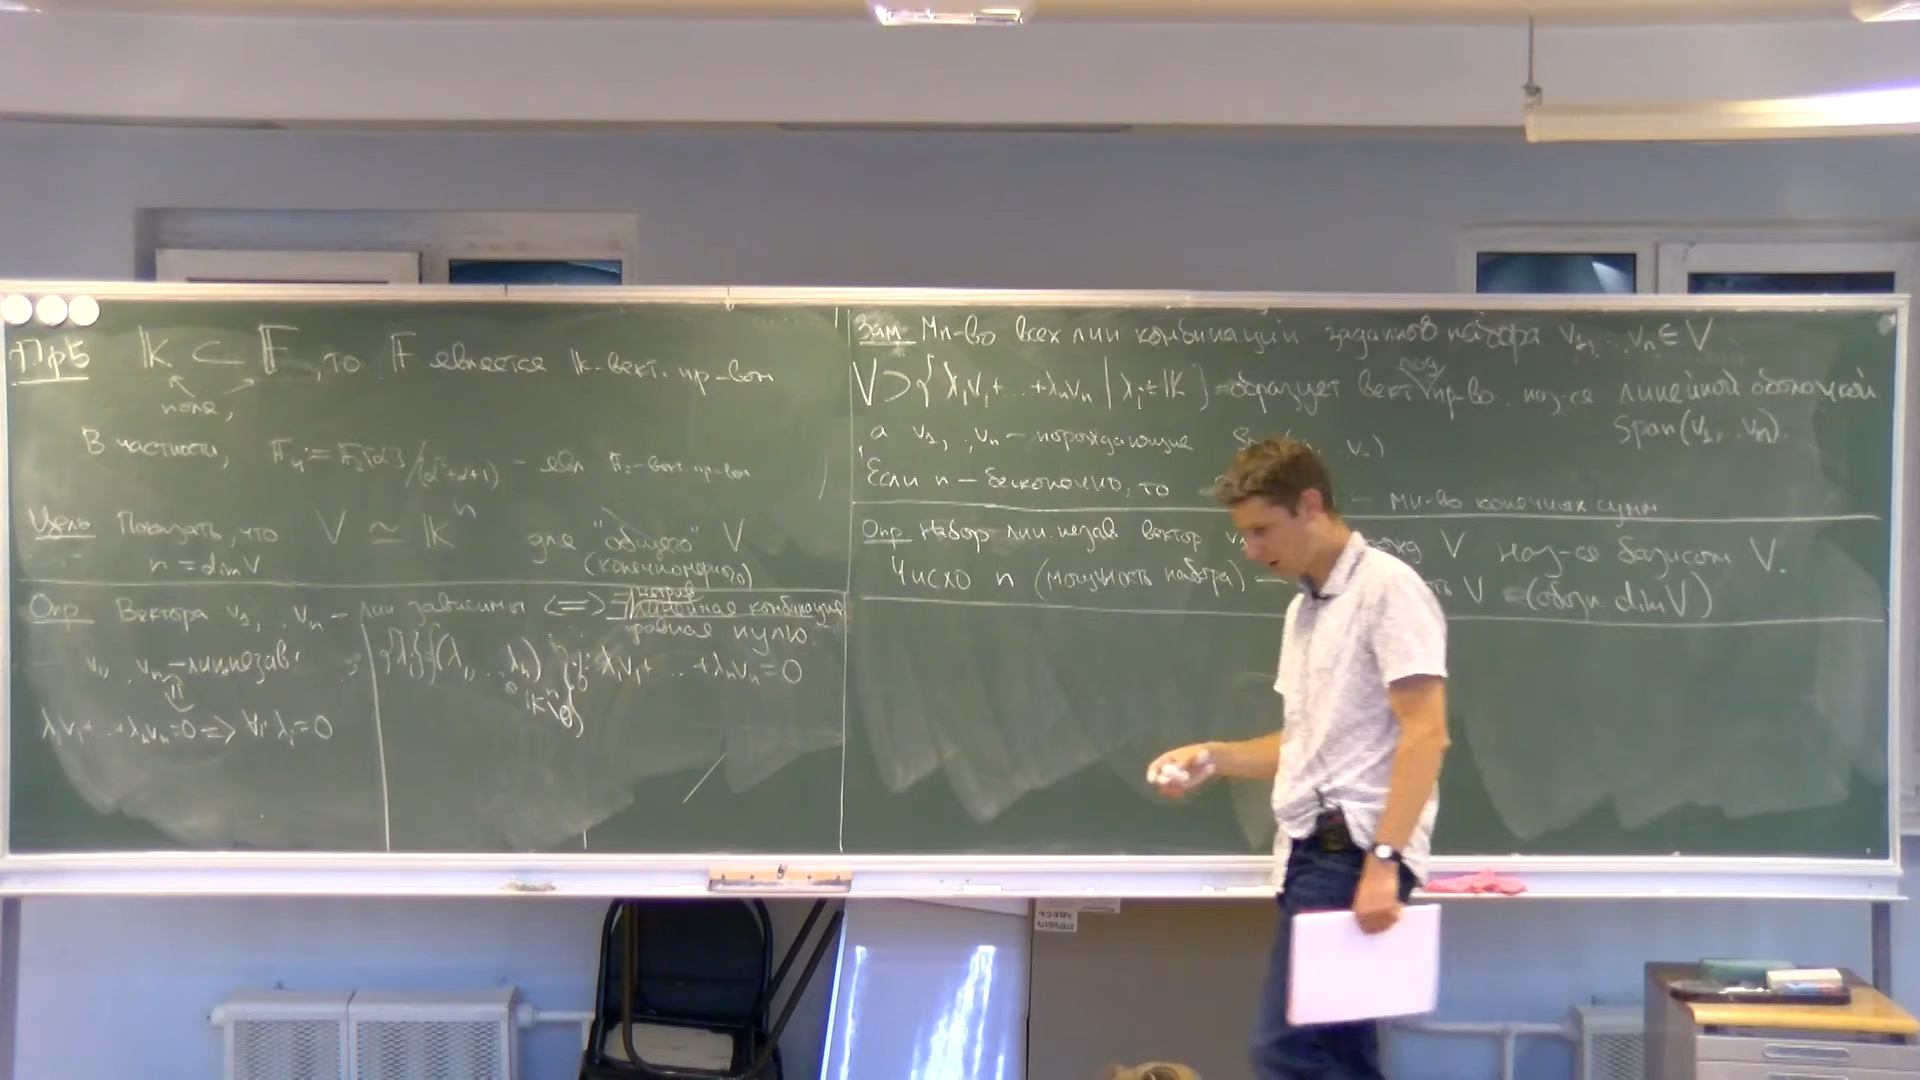 Пр5 𝕂 ⊂ 𝔽, то 𝔽 является 𝕂-вект. пр-вом
поля,
В частности, 𝔽₄ := 𝔽₂[α]/(α²+α+1) - явл 𝔽₂-вект. пр-вом
Цель Показать, что V ≃ 𝕂ⁿ для "общего" V
n = dim V (конечномерного)
Опр. Вектора v₁, , vₙ - лин зависимы <=> ∃ нетрив линейная комбинация
равная нулю.
v₁, , vₙ - лин.незав.
∃ {λᵢ}=(λ₁, ... λₙ) : λ₁v₁+ ... +λₙvₙ=0
𝕂ⁿ\0
λ₁v₁+...+λₙvₙ=0 => ∀i λᵢ=0
Зам. Мн-во всех лин комбинаций заданного набора v₁, ... vₙ ∈ V
V ⊃ {λ₁v₁+...+λₙvₙ | λᵢ ∈ 𝕂} - образует вект подпр-во. наз-ся линейной оболочкой
Span(v₁, ... vₙ).
а v₁, , vₙ - порождающие
Если n - бесконечно, то - мн-во конечных сумм
Опр Набор лин. незав вектор V наз-ся базисом V.
Число n (мощность набора) - V (обозн dim V)